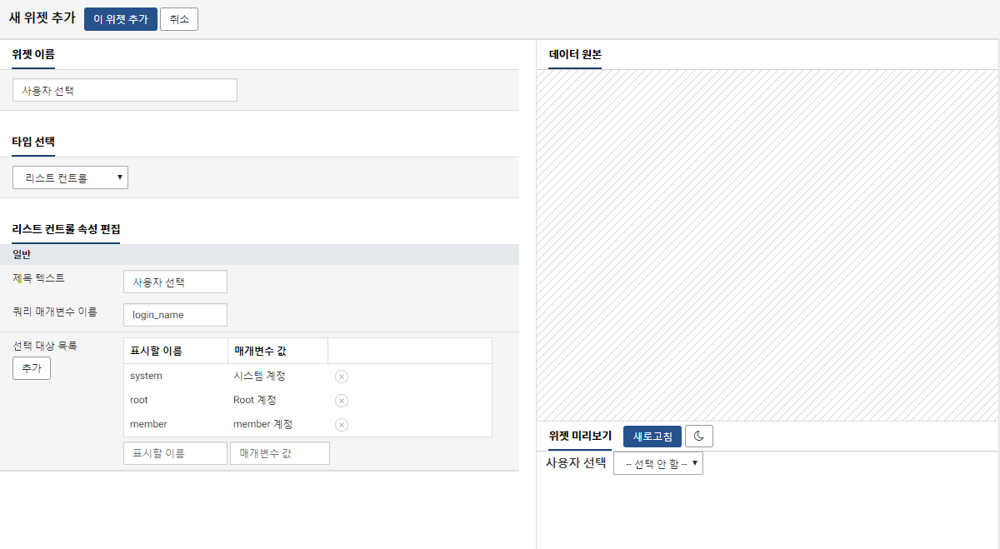 새 위젯 추가 이 위젯 추가 취소
위젯 이름
사용자 선택
타입 선택
리스트 컨트롤
리스트 컨트롤 속성 편집
일반
제목 텍스트 사용자 선택
쿼리 매개변수 이름 login_name
선택 대상 목록
추가
표시할 이름 매개변수 값
system 시스템 계정
root Root 계정
member member 계정
표시할 이름 매개변수 값
데이터 원본
위젯 미리보기 새로고침
사용자 선택 -- 선택 안 함 --